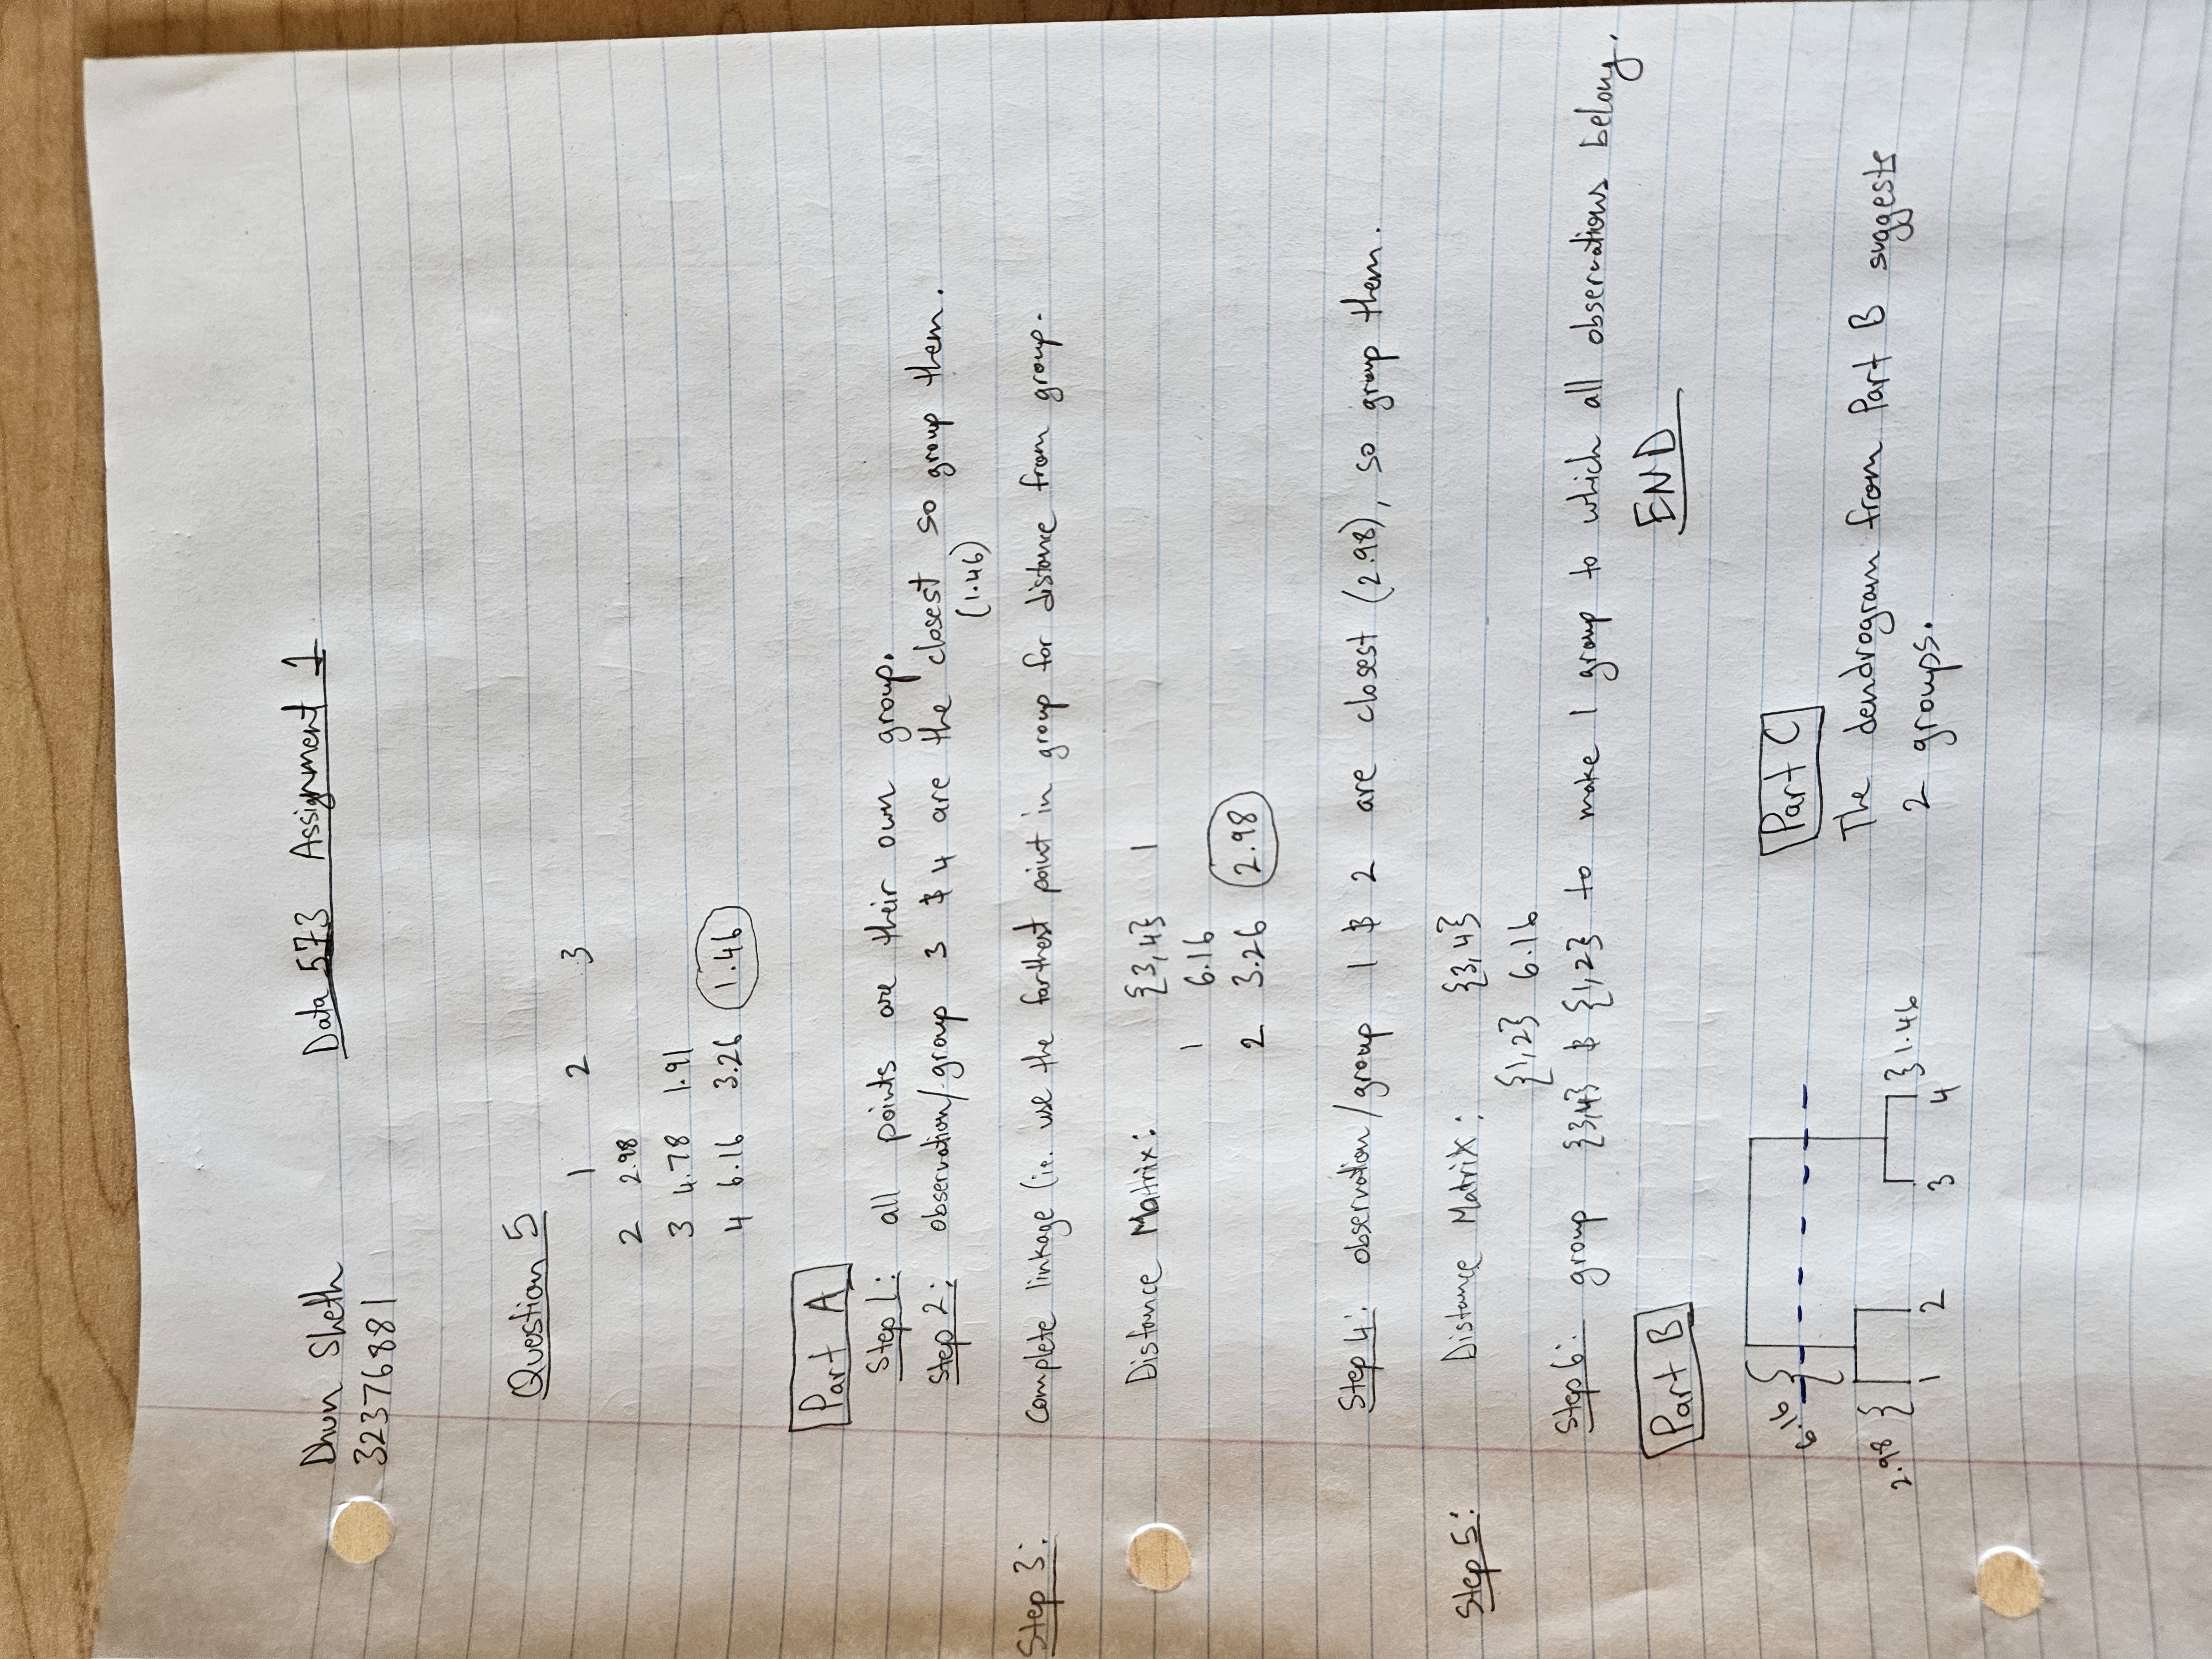 Dhun Sheth
Data 573 Assignment 1
32376881
Question 5
1 2 3
2 2.98
3 4.78 1.91
4 6.16 3.26 1.46
Part A
Step 1: all points are their own group.
Step 2: observation/group 3 & 4 are the closest so group them.
(1.46)
Step 3: complete linkage (ie. use the farthest point in group for distance from group.
Distance Matrix: {3,4} 1
1 6.16
2 3.26 2.98
Step 4: observation/group 1 & 2 are closest (2.98), so group them.
Step 5: Distance Matrix: {3,4}
{1,2} 6.16
Step 6: group {3,4} & {1,2} to make 1 group to which all observations belong.
END
Part B
6.16
2.98
1.46
1 2 3 4
Part C
The dendrogram from Part B suggests
2 groups.